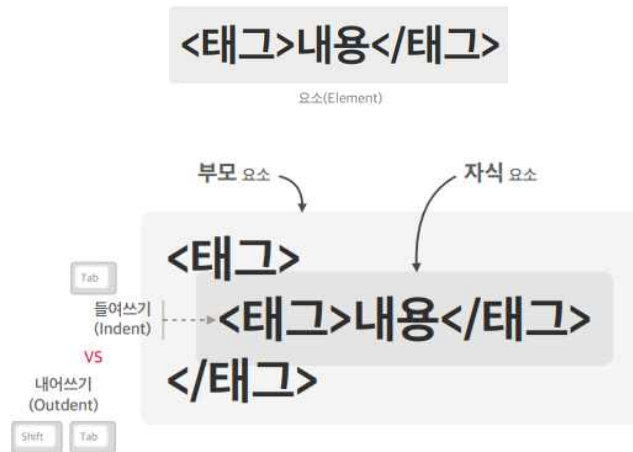 <태그>내용</태그>
요소(Element)
부모 요소
자식 요소
<태그>
Tab
들여쓰기
(Indent)
<태그>내용</태그>
VS
</태그>
내어쓰기
(Outdent)
Shift Tab